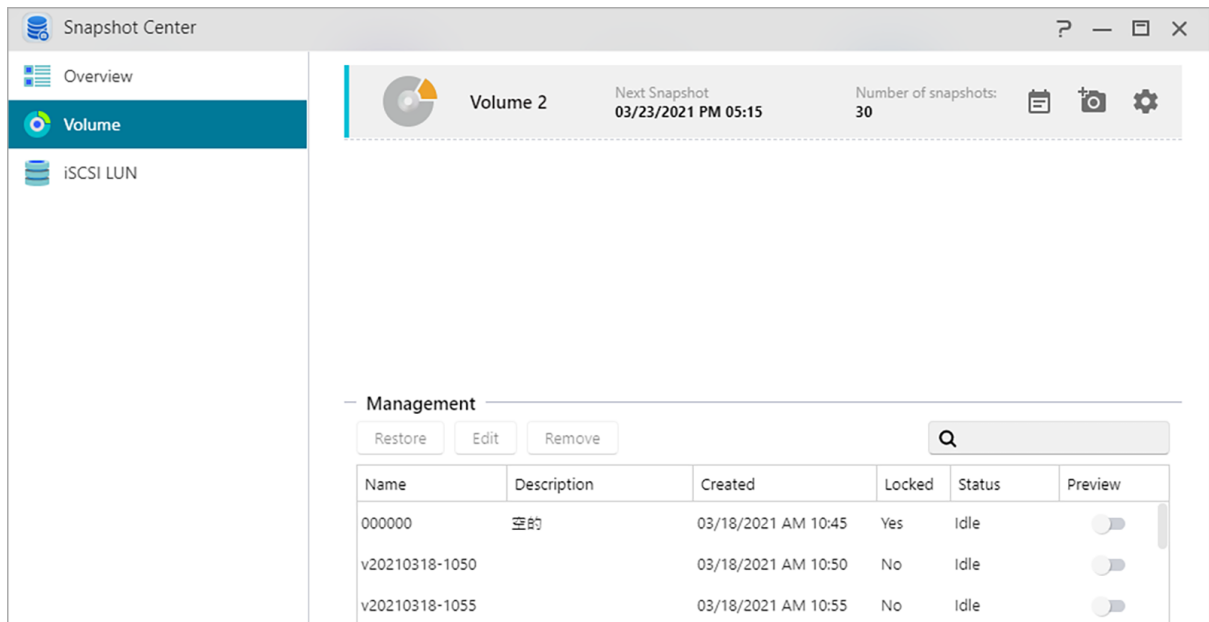 Snapshot Center
Overview
Volume
iSCSI LUN
Volume 2
Next Snapshot
03/23/2021 PM 05:15
Number of snapshots:
30
Management
Restore Edit Remove
Name Description Created Locked Status Preview
000000 空的 03/18/2021 AM 10:45 Yes Idle
v20210318-1050 03/18/2021 AM 10:50 No Idle
v20210318-1055 03/18/2021 AM 10:55 No Idle